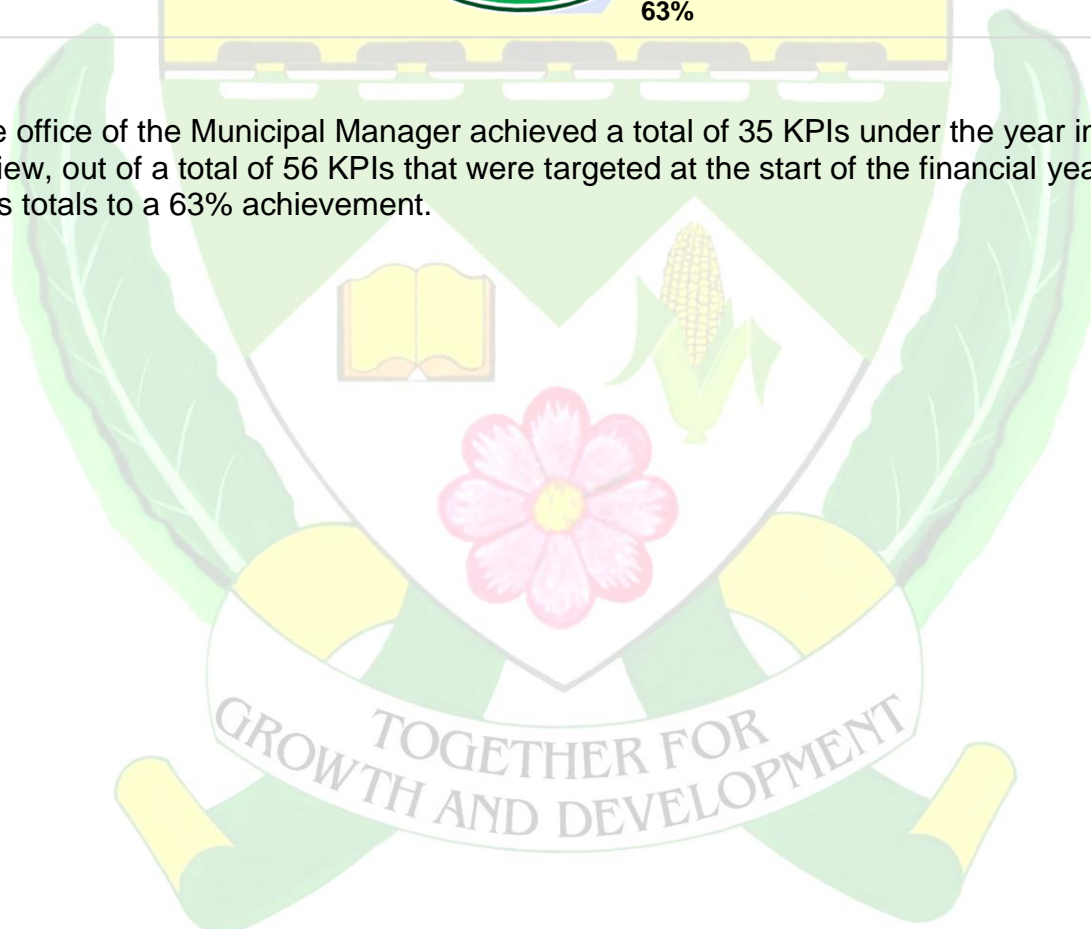 63%
e office of the Municipal Manager achieved a total of 35 KPIs under the year in
iew, out of a total of 56 KPIs that were targeted at the start of the financial yea
s totals to a 63% achievement.
TOGETHER FOR
GROWTH AND DEVELOPMENT